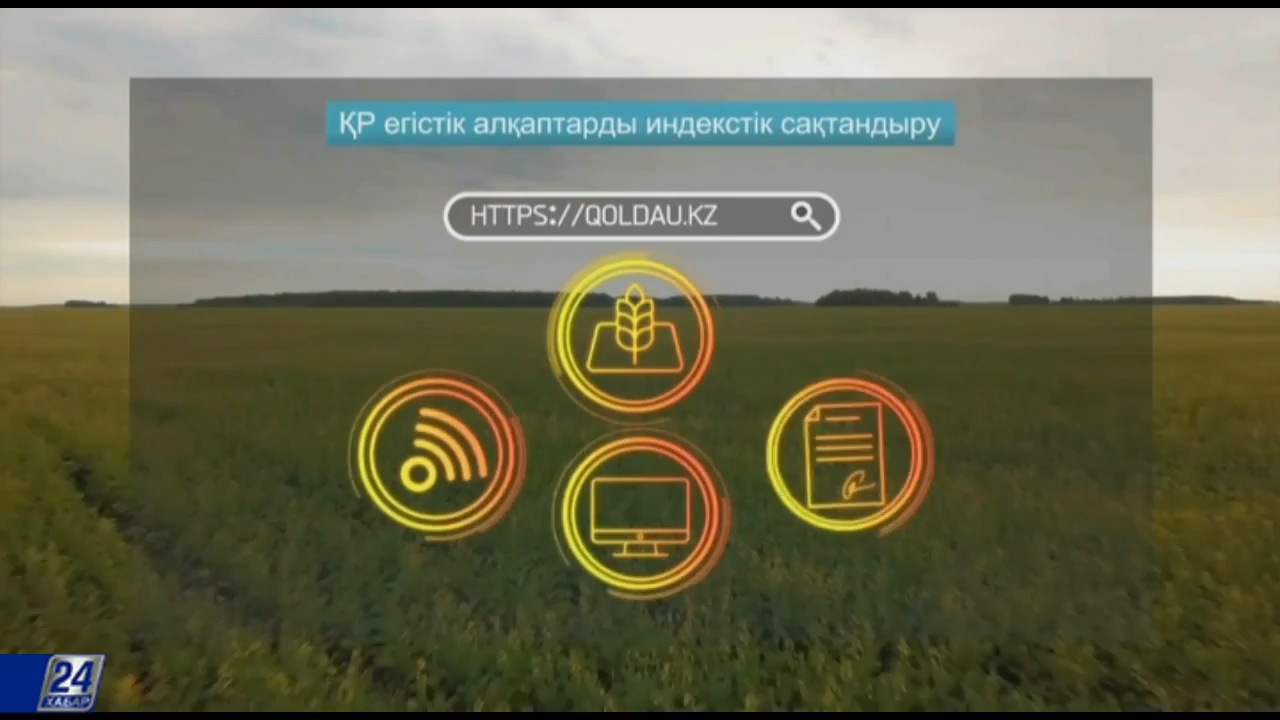 ҚР егістік алқаптарды индекстік сақтандыру
HTTPS://QOLDAU.KZ
24
ХАБАР